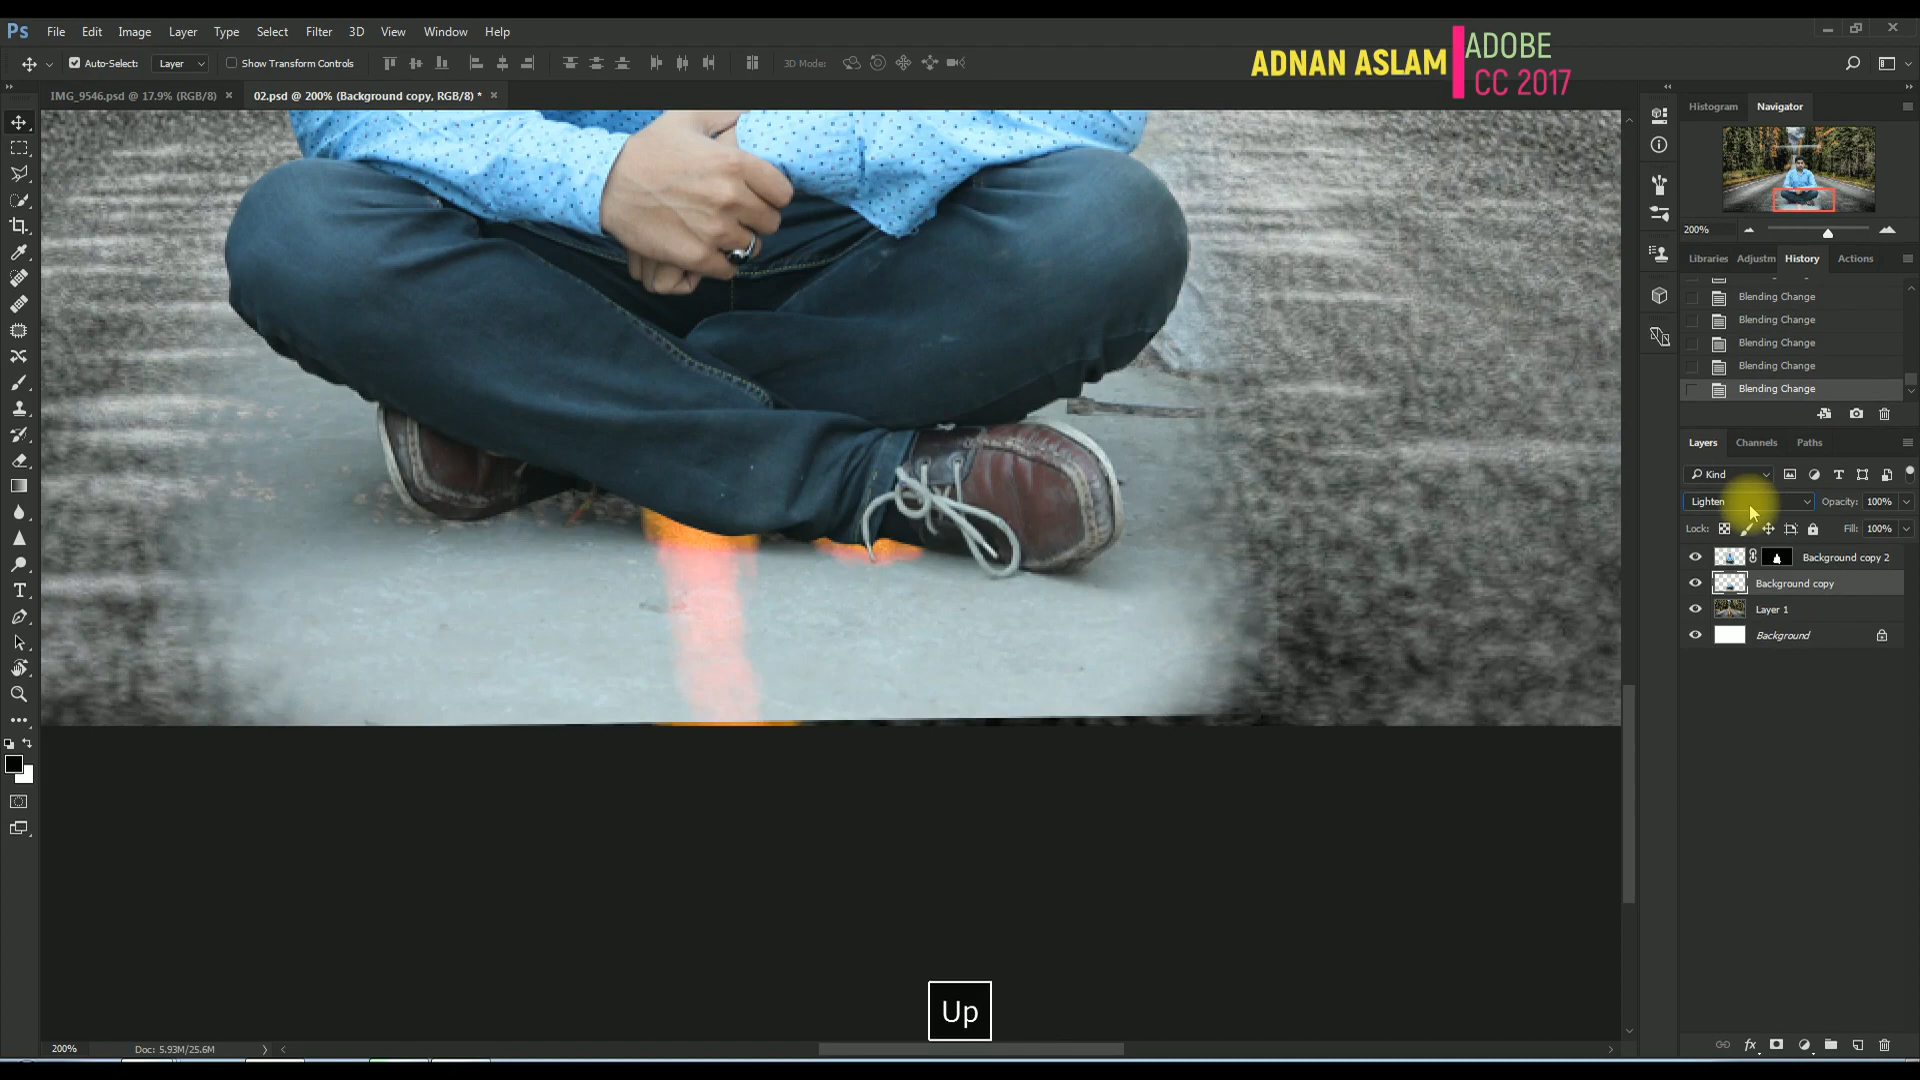 Ps File Edit Image Layer Type Select Filter 3D View Window Help
ADNAN ASLAM
ADOBE
CC 2017
Auto-Select: Layer Show Transform Controls 3D Mode:
IMG_9546.psd @ 17.9% (RGB/8) × 02.psd @ 200% (Background copy, RGB/8) * ×
Histogram Navigator
200%
Libraries Adjustm History Actions
Blending Change
Blending Change
Blending Change
Blending Change
Blending Change
Layers Channels Paths
Kind
Lighten Opacity: 100%
Lock: Fill: 100%
Background copy 2
Background copy
Layer 1
Background
Up
200% Doc: 5.93M/25.6M